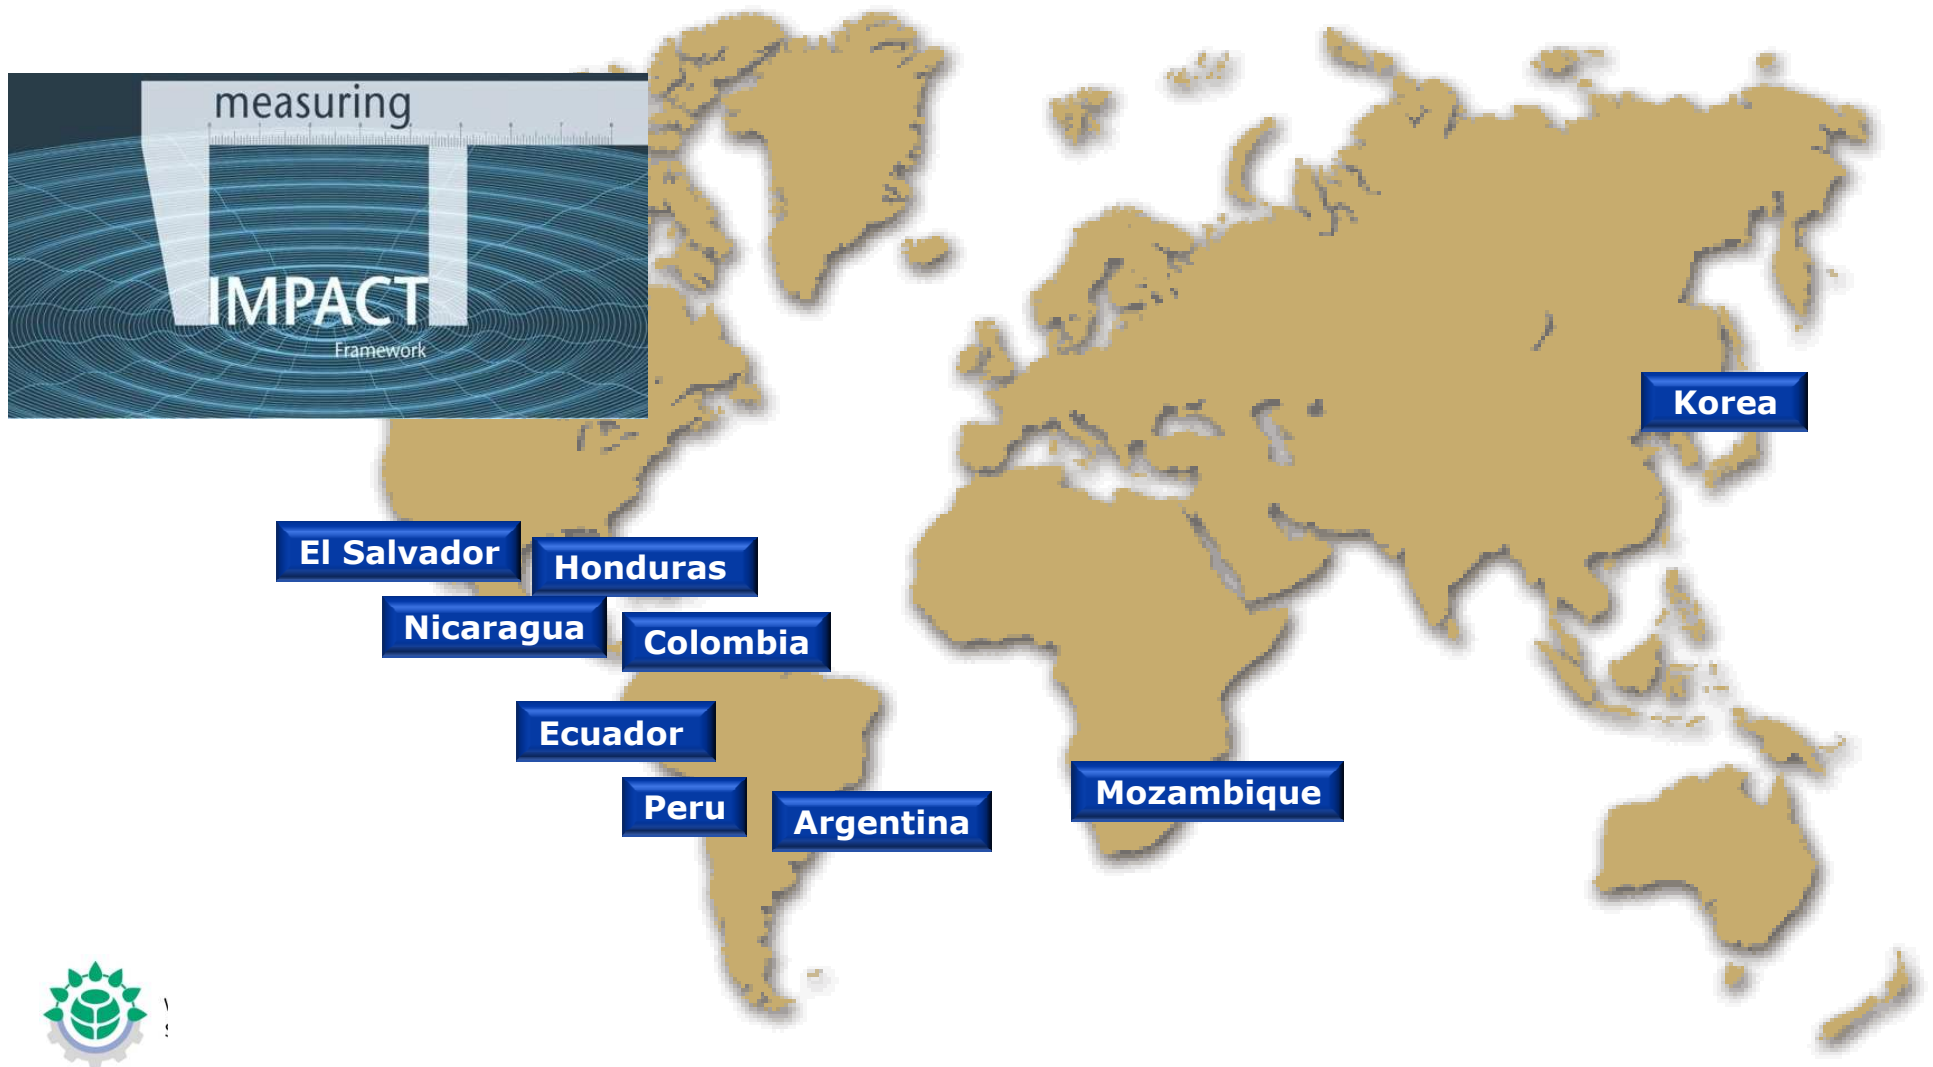 measuring
IMPACT
Framework
Korea
El Salvador
Honduras
Nicaragua
Colombia
Ecuador
Peru
Argentina
Mozambique